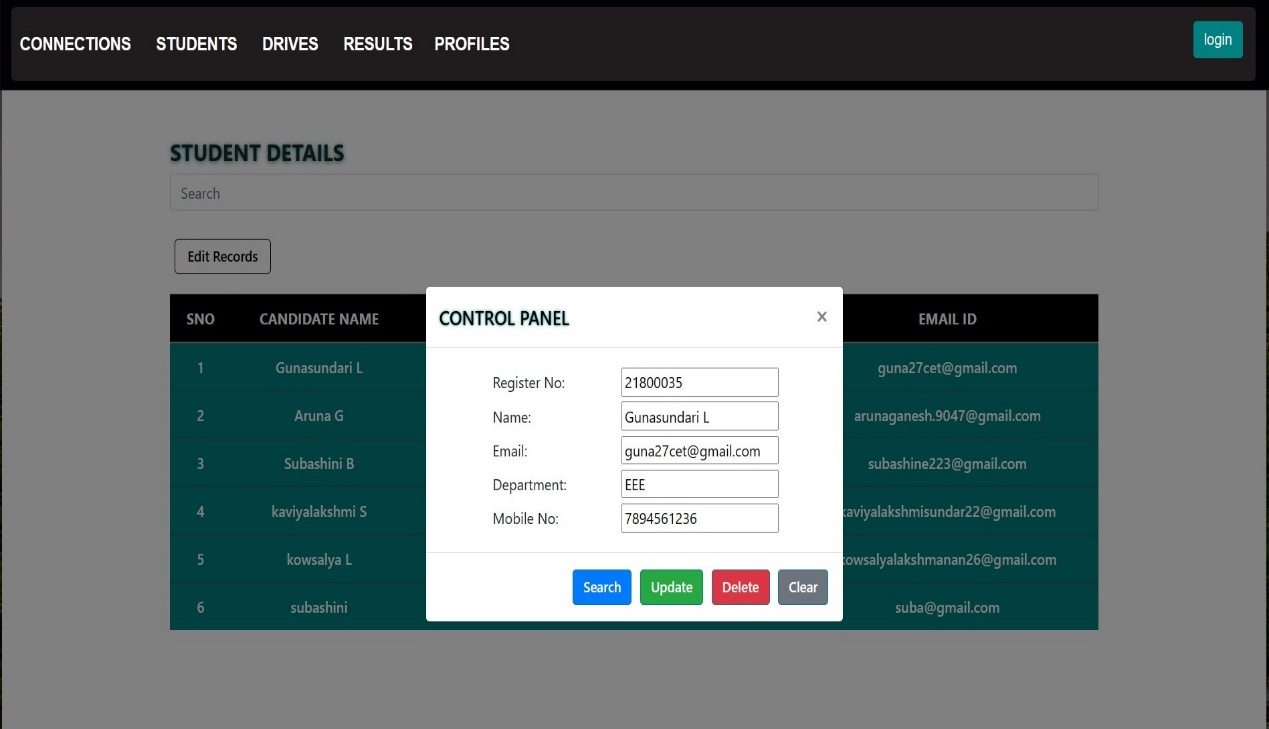 CONNECTIONS STUDENTS DRIVES RESULTS PROFILES login
STUDENT DETAILS
Search
Edit Records
SNO CANDIDATE NAME EMAIL ID
1 Gunasundari L guna27cet@gmail.com
2 Aruna G arunaganesh.9047@gmail.com
3 Subashini B subashine223@gmail.com
4 kaviyalakshmi S kaviyalakshmisundar22@gmail.com
5 kowsalya L kowsalyalakshmanan26@gmail.com
6 subashini suba@gmail.com
CONTROL PANEL ×
Register No: 21800035
Name: Gunasundari L
Email: guna27cet@gmail.com
Department: EEE
Mobile No: 7894561236
Search Update Delete Clear